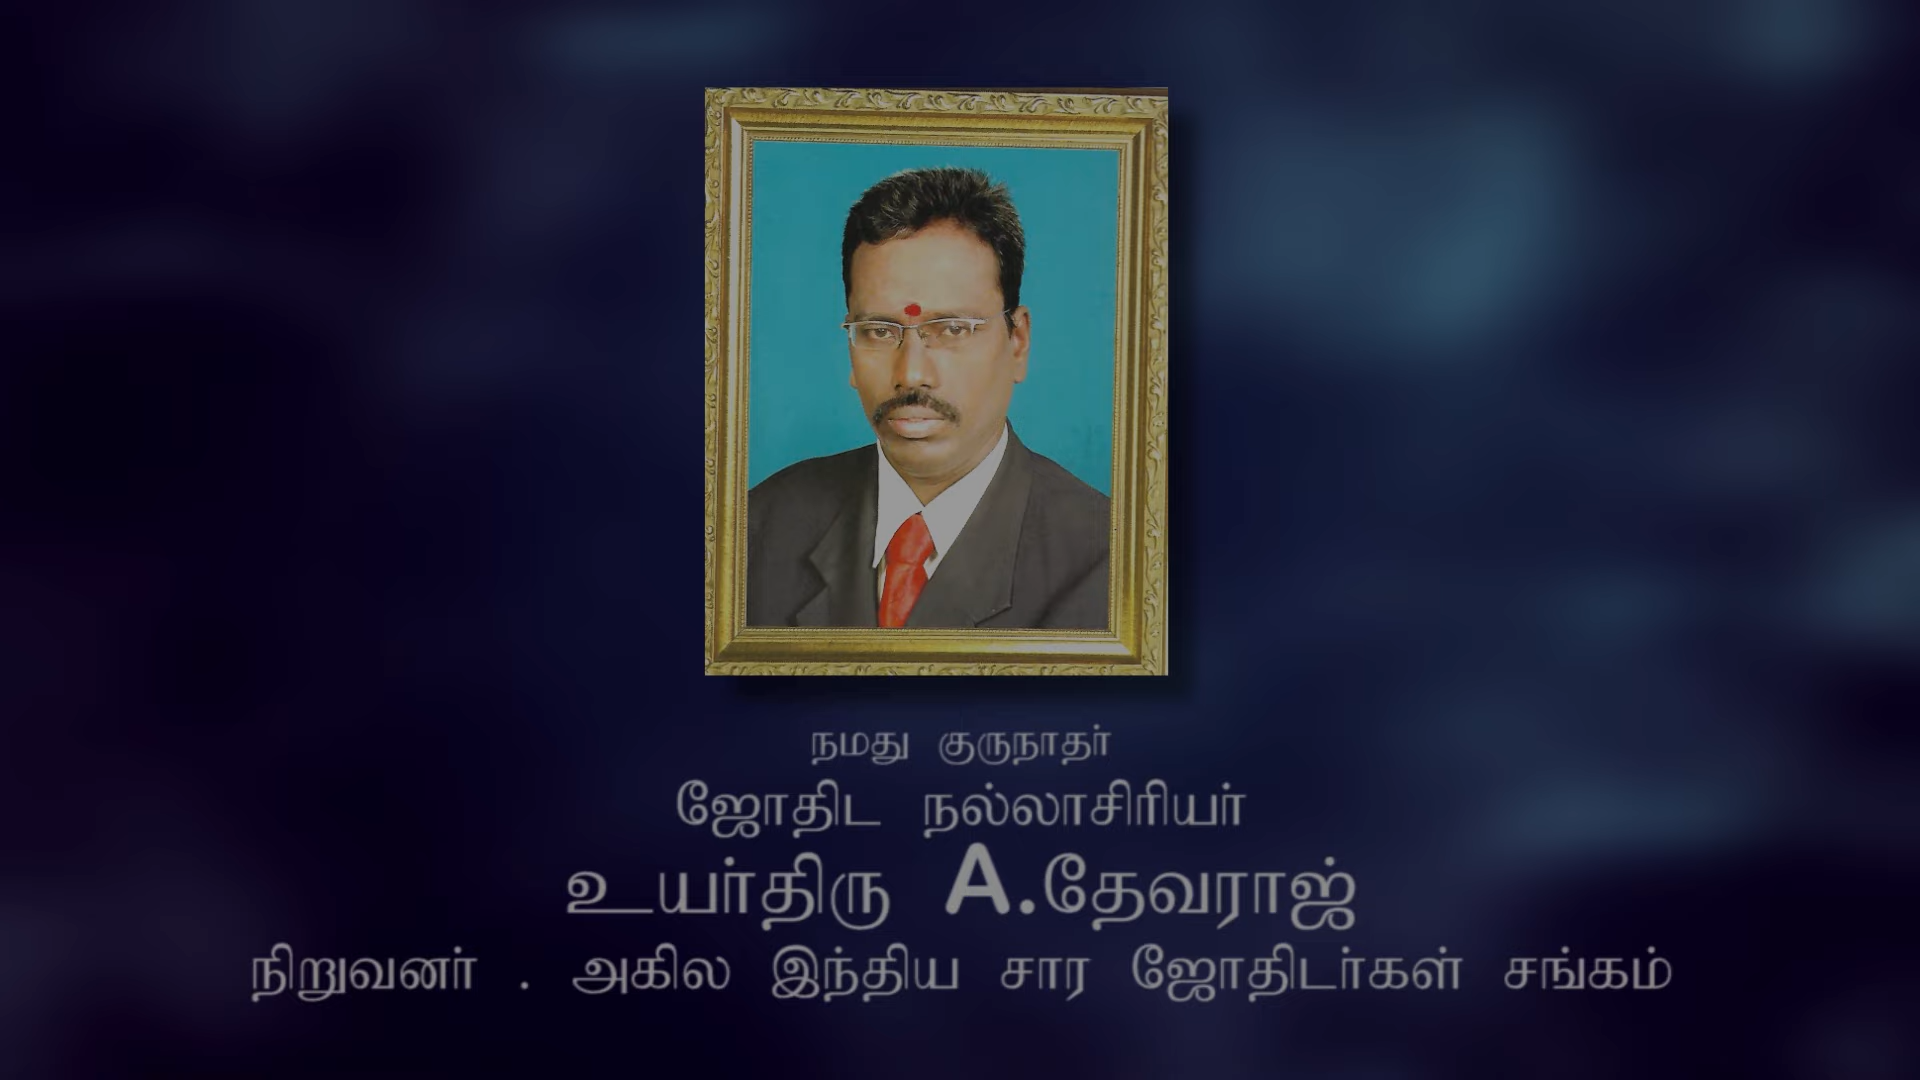 நமது குருநாதர்
ஜோதிட நல்லாசிரியர்
உயர்திரு A.தேவராஜ்
நிறுவனர் . அகில இந்திய சார ஜோதிடர்கள் சங்கம்